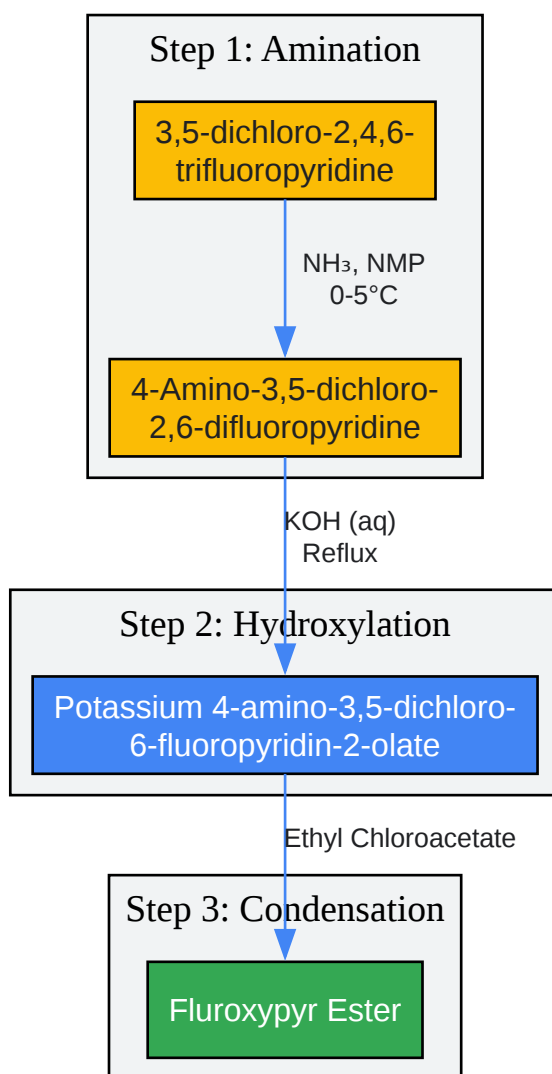 Step 1: Amination
3,5-dichloro-2,4,6-
trifluoropyridine
NH₃, NMP
0-5°C
4-Amino-3,5-dichloro-
2,6-difluoropyridine
KOH (aq)
Reflux
Step 2: Hydroxylation
Potassium 4-amino-3,5-dichloro-
6-fluoropyridin-2-olate
Ethyl Chloroacetate
Step 3: Condensation
Fluroxypyr Ester